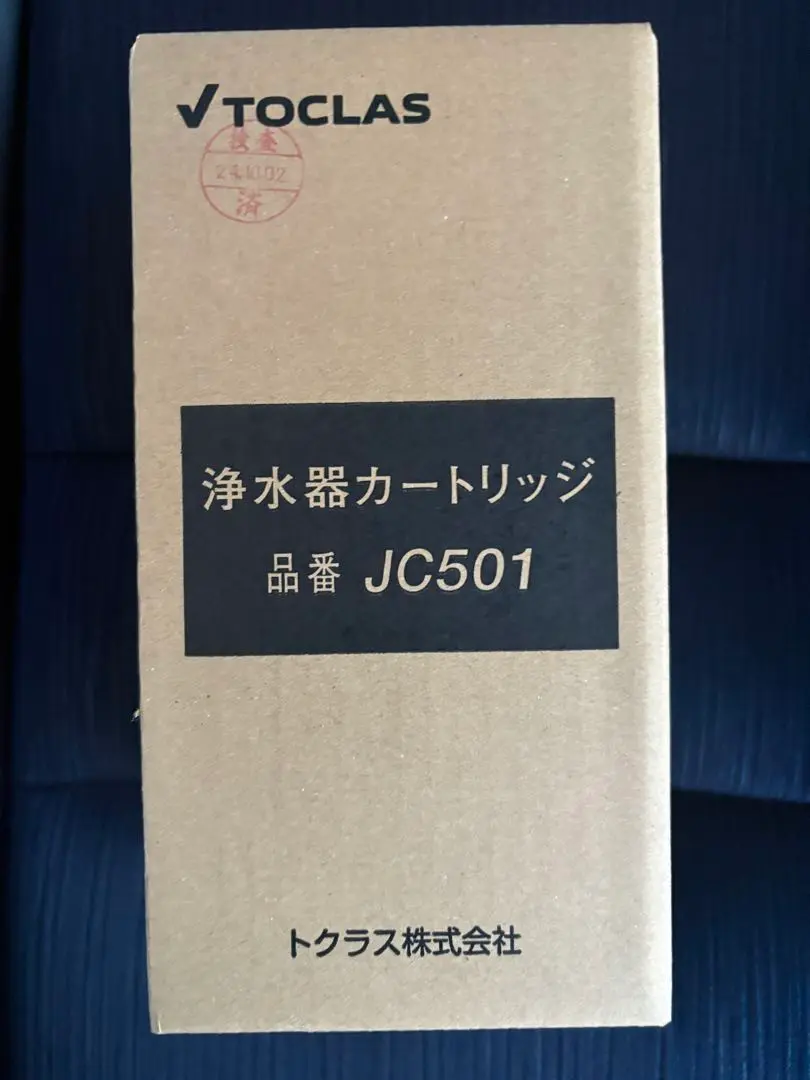 TOCLAS
検査
24.10.02
済
浄水器カートリッジ
品番 JC501
トクラス株式会社